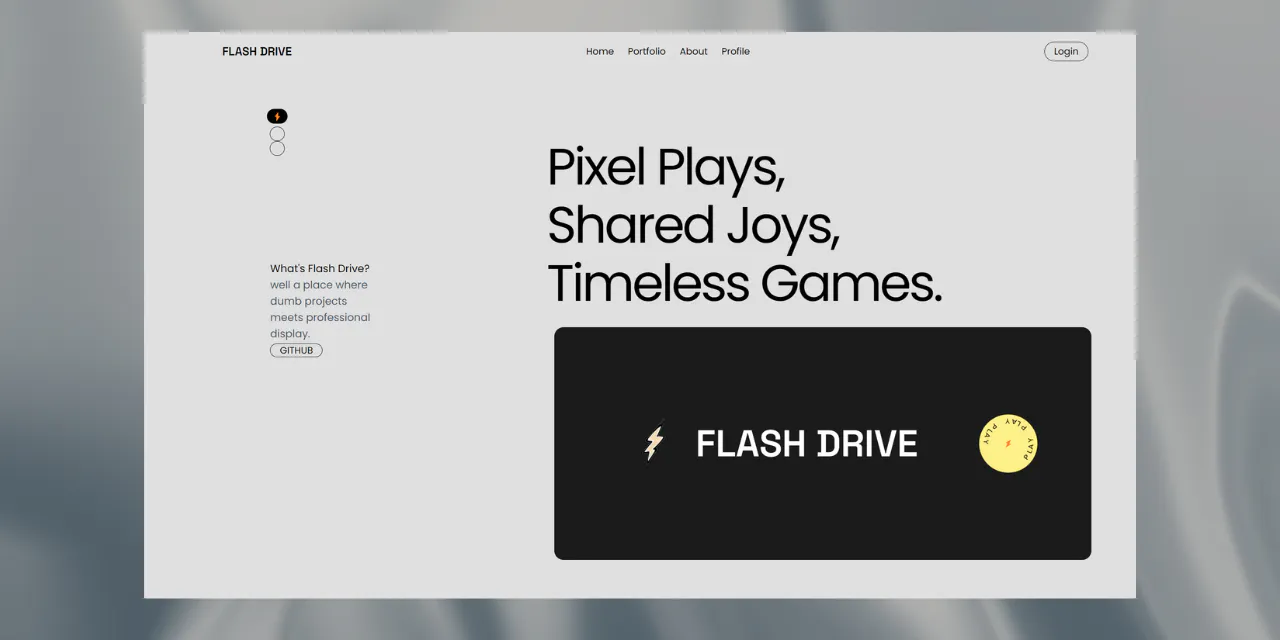 FLASH DRIVE
Home Portfolio About Profile
Login
Pixel Plays,
Shared Joys,
Timeless Games.
What's Flash Drive?
well a place where
dumb projects
meets professional
display.
GITHUB
FLASH DRIVE
PLAY PLAY PLAY